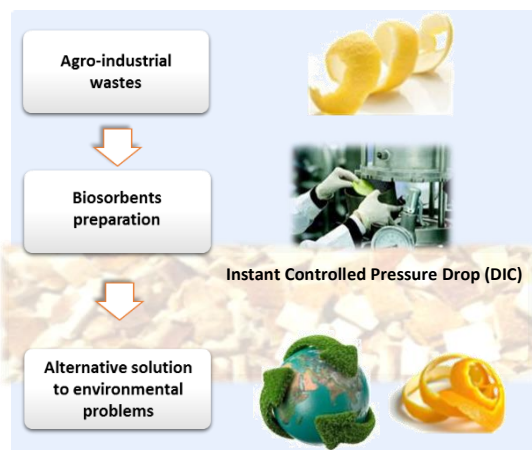 Agro-industrial
wastes
Biosorbents
preparation
Instant Controlled Pressure Drop (DIC)
Alternative solution
to environmental
problems